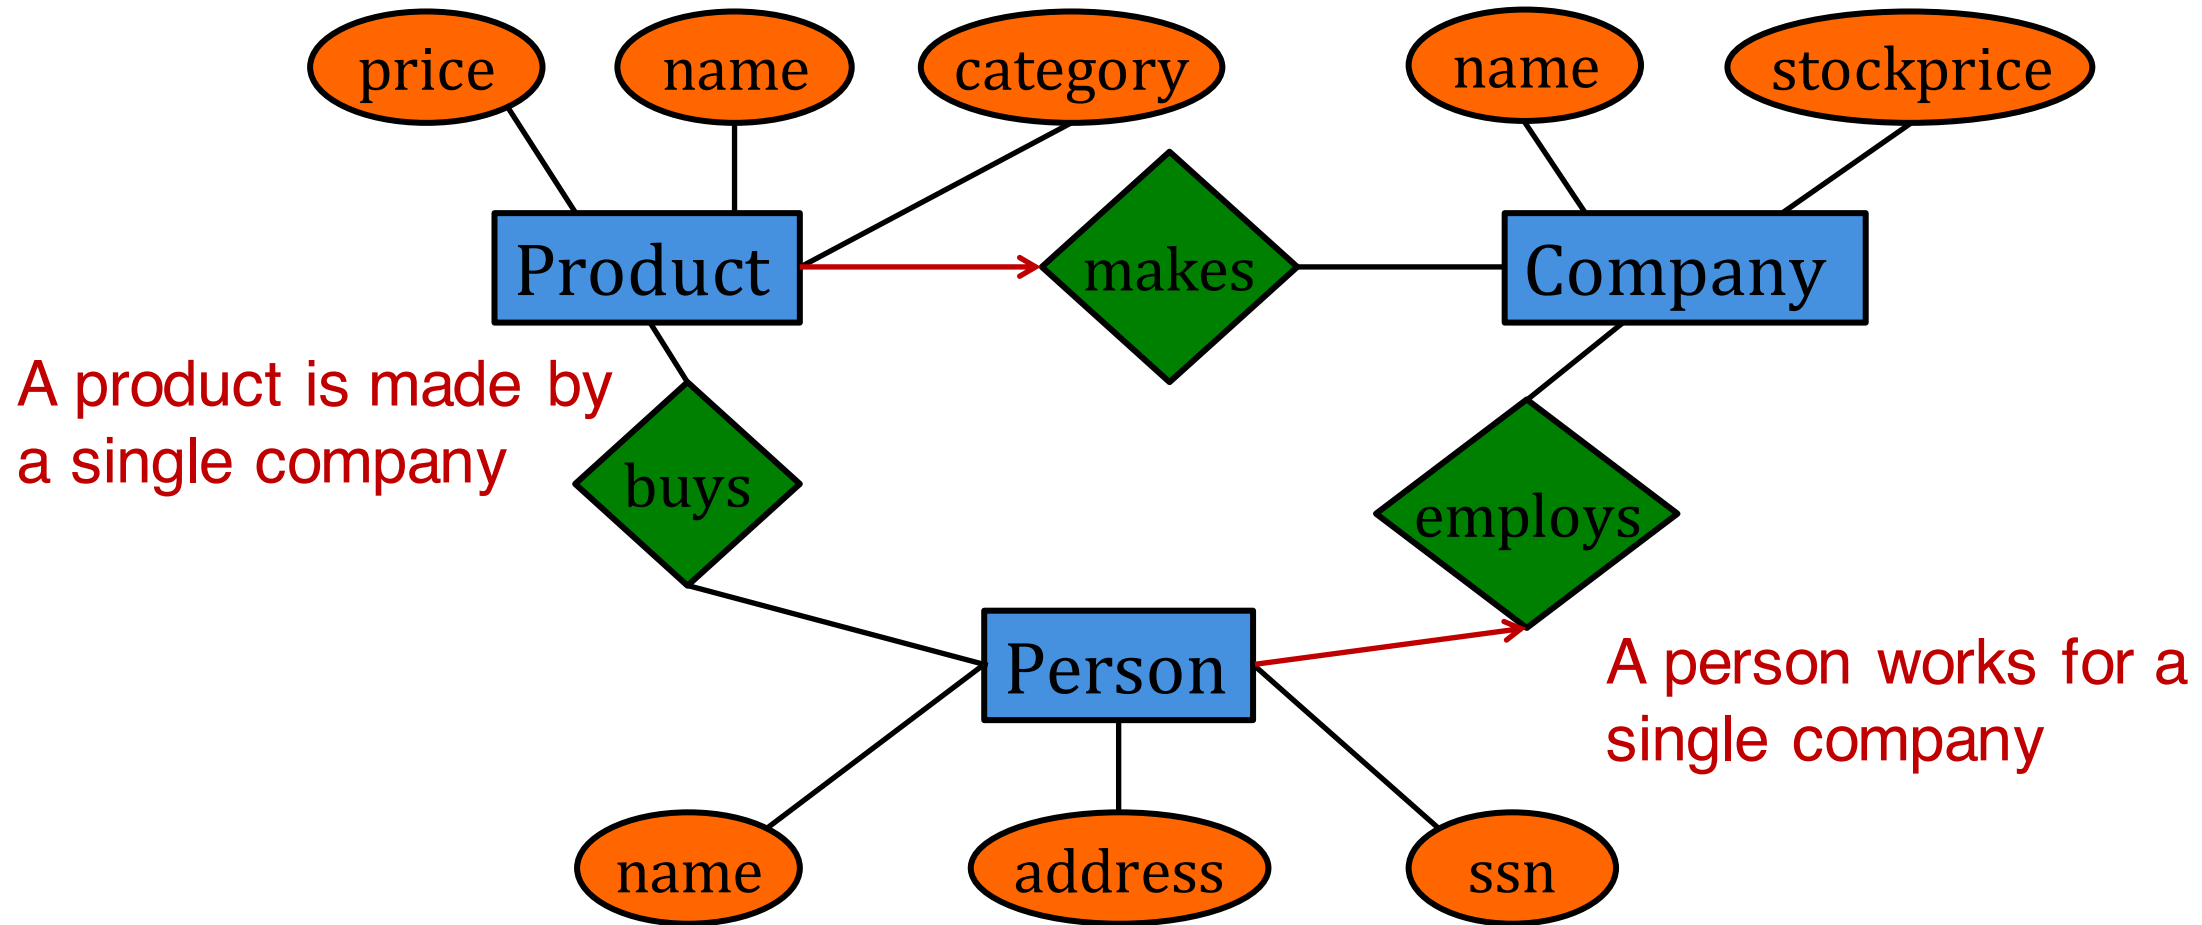 price
name
category
name
stockprice
Product
makes
Company
A product is made by
a single company
buys
employs
Person
A person works for a
single company
name
address
ssn